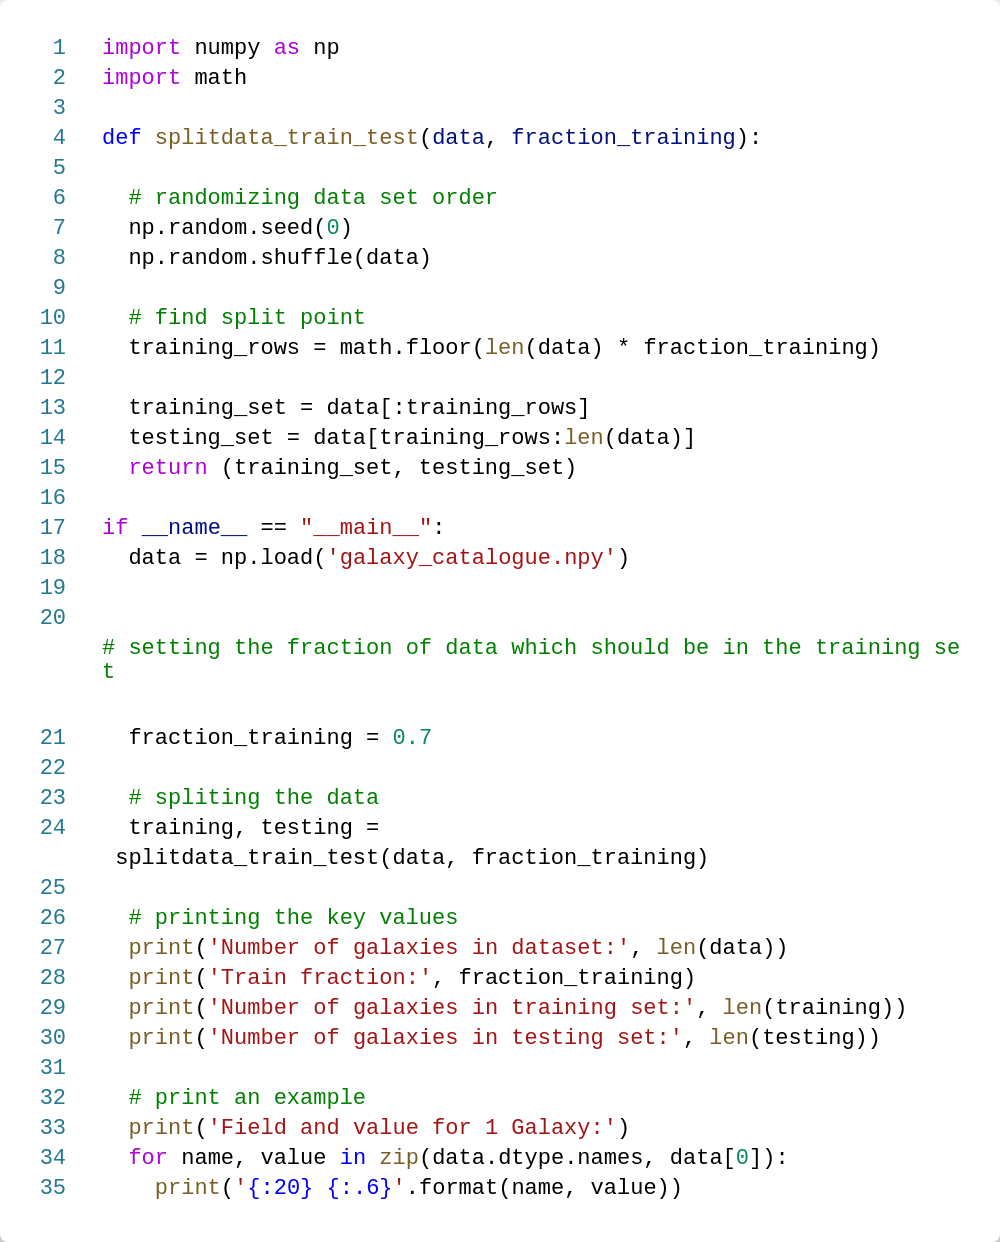 1 import numpy as np
2 import math
3
4 def splitdata_train_test(data, fraction_training):
5
6   # randomizing data set order
7   np.random.seed(0)
8   np.random.shuffle(data)
9
10   # find split point
11   training_rows = math.floor(len(data) * fraction_training)
12
13   training_set = data[:training_rows]
14   testing_set = data[training_rows:len(data)]
15   return (training_set, testing_set)
16
17 if __name__ == "__main__":
18   data = np.load('galaxy_catalogue.npy')
19
20
# setting the fraction of data which should be in the training se
t
21   fraction_training = 0.7
22
23   # spliting the data
24   training, testing =
 splitdata_train_test(data, fraction_training)
25
26   # printing the key values
27   print('Number of galaxies in dataset:', len(data))
28   print('Train fraction:', fraction_training)
29   print('Number of galaxies in training set:', len(training))
30   print('Number of galaxies in testing set:', len(testing))
31
32   # print an example
33   print('Field and value for 1 Galaxy:')
34   for name, value in zip(data.dtype.names, data[0]):
35     print('{:20} {:.6}'.format(name, value))